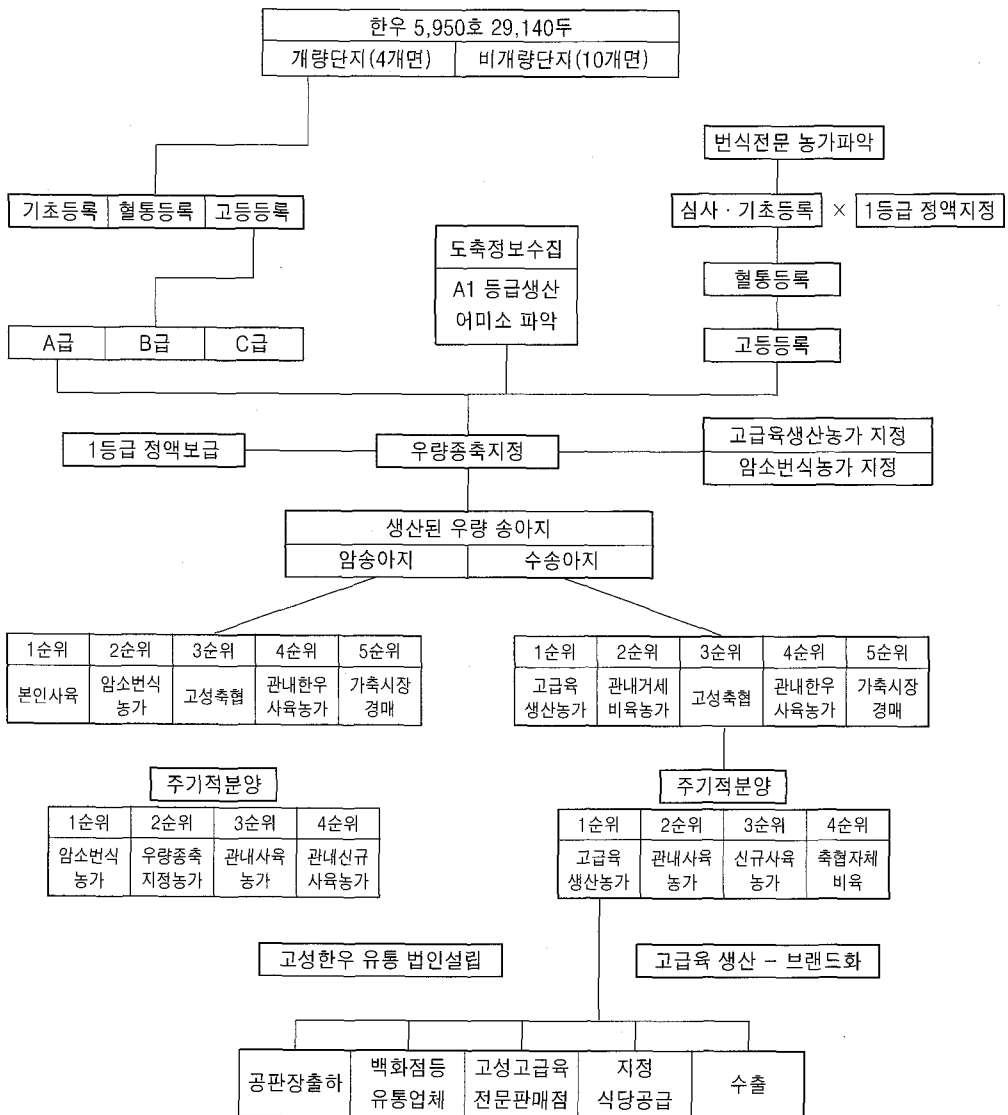 한우 5,950호 29,140두
개량단지(4개면) 비개량단지(10개면)
번식전문 농가파악
기초등록 혈통등록 고등등록
심사 · 기초등록 × 1등급 정액지정
도축정보수집
A1 등급생산
어미소 파악
혈통등록
A급 B급 C급
고등등록
1등급 정액보급
우량종축지정
고급육생산농가 지정
암소번식농가 지정
생산된 우량 송아지
암송아지 수송아지
1순위 2순위 3순위 4순위 5순위
본인사육 암소번식 고성축협 관내한우 가축시장
농가 사육농가 경매
1순위 2순위 3순위 4순위 5순위
고급육 관내거세 고성축협 관내한우 가축시장
생산농가 비육농가 사육농가 경매
주기적분양
1순위 2순위 3순위 4순위
암소번식 우량종축 관내사육 관내신규
농가 지정농가 농가 사육농가
주기적분양
1순위 2순위 3순위 4순위
고급육 관내사육 신규사육 축협자체
생산농가 농가 농가 비육
고성한우 유통 법인설립
고급육 생산 – 브랜드화
공판장출하 백화점등 고성고급육 지정 수출
유통업체 전문판매점 식당공급